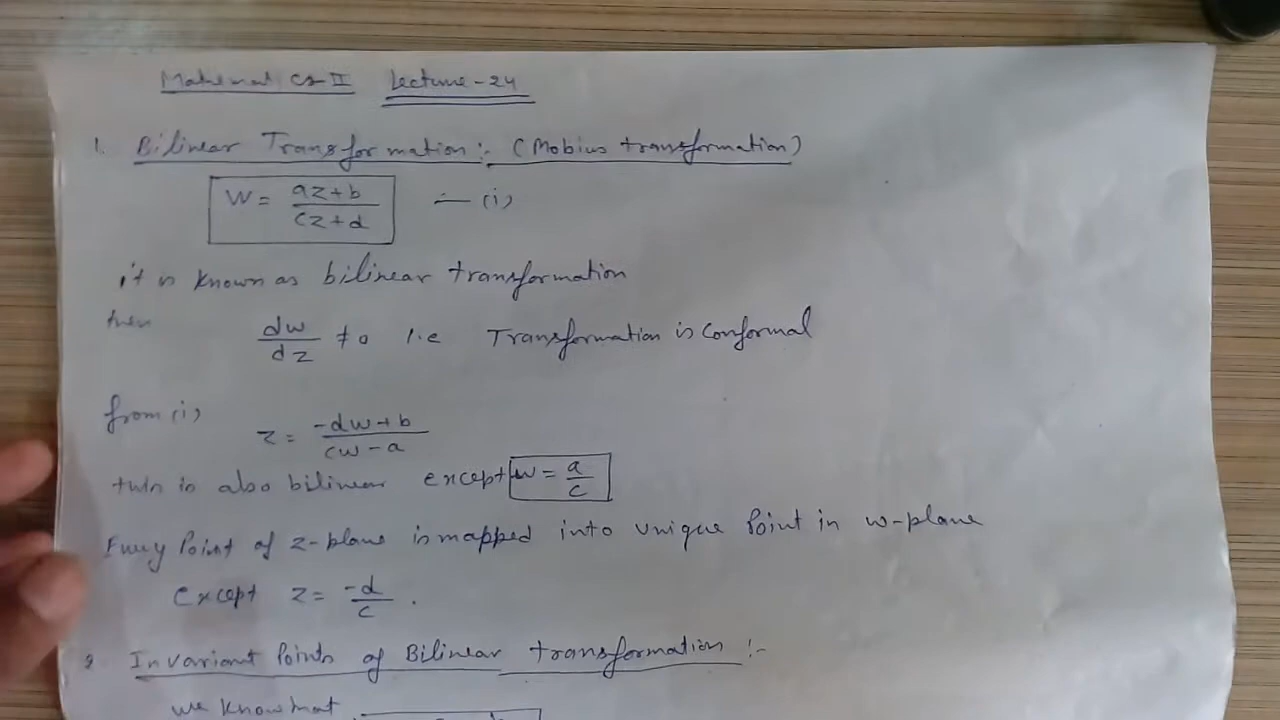 Mathematics-II Lecture-24
1. Bilinear Transformation:- (Mobius transformation)
W = (az+b)/(cz+d) — (i)
it is known as bilinear transformation
then dw/dz ≠ 0 i.e Transformation is Conformal
from (i) z = (-dw+b)/(cw-a)
this is also bilinear except w = a/c
Every Point of z-plane is mapped into unique Point in w-plane
except z = -d/c .
2. Invariant Points of Bilinear transformation :-
we know that